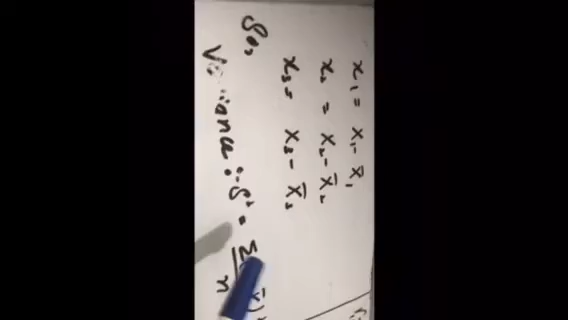 x₁ = X₁ - X̄₁
x₂ = X₂ - X̄₂
x₃ = X₃ - X̄₃
So,
Variance :- S² =
n